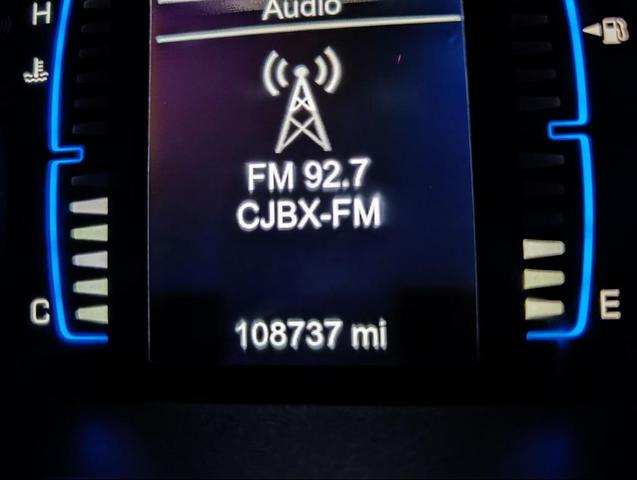 Audio
H
FM 92.7
CJBX-FM
C
E
108737 mi